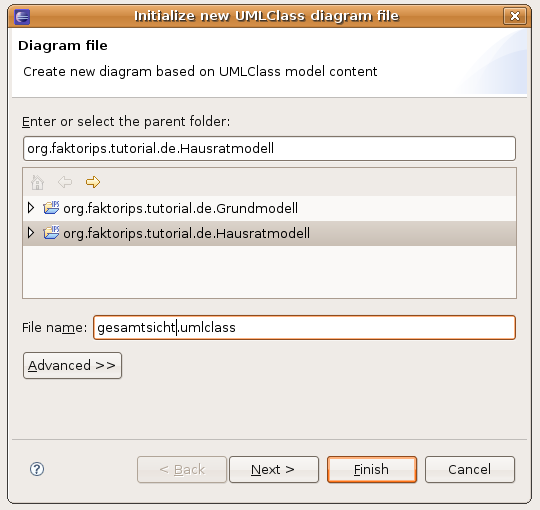 Initialize new UMLClass diagram file
Diagram file
Create new diagram based on UMLClass model content
Enter or select the parent folder:
org.faktorips.tutorial.de.Hausratmodell
org.faktorips.tutorial.de.Grundmodell
org.faktorips.tutorial.de.Hausratmodell
File name: gesamtsicht.umlclass
Advanced >>
? < Back Next > Finish Cancel